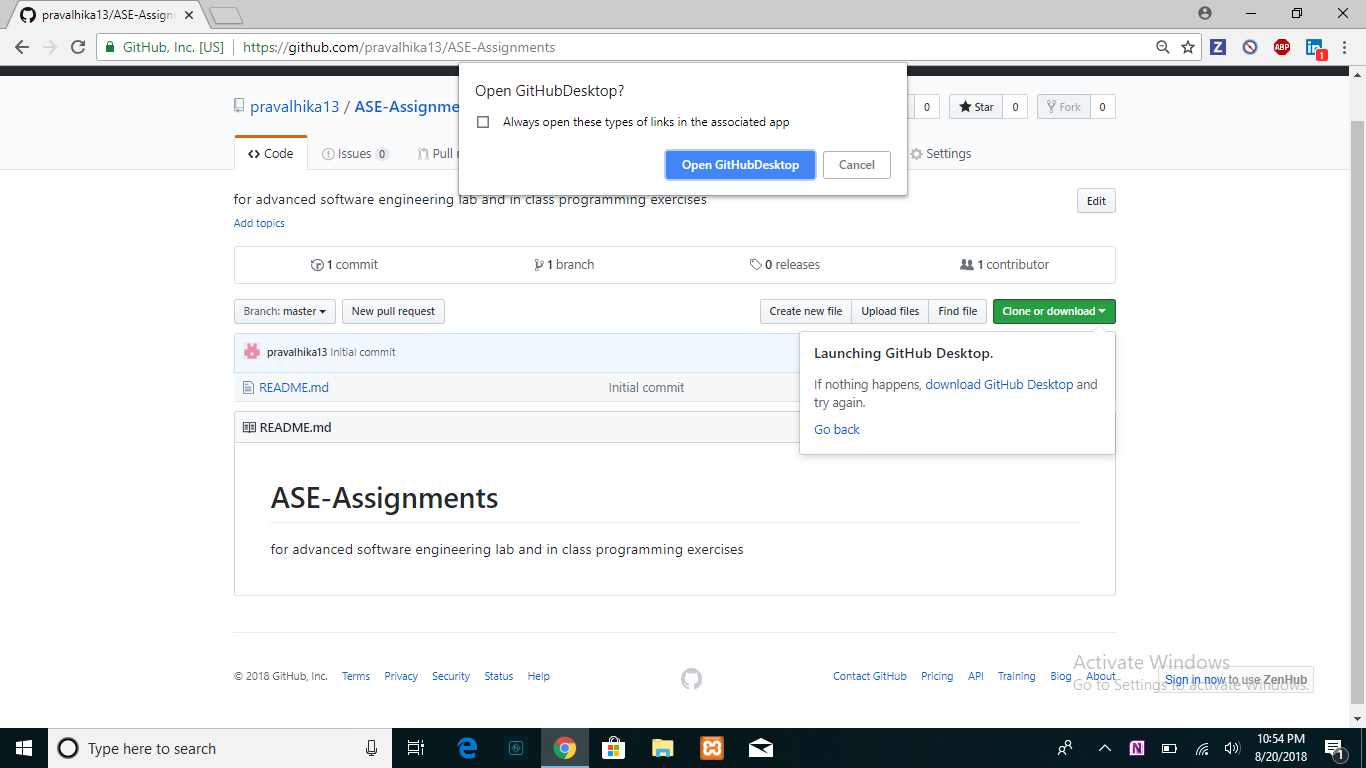 pravalhika13/ASE-Assign
GitHub, Inc. [US]
https://github.com/pravalhika13/ASE-Assignments
Z
ABP
in
1
Open GitHubDesktop?
Always open these types of links in the associated app
Open GitHubDesktop
Cancel
pravalhika13 / ASE-Assignme
0
Star
0
Fork
0
Code
Issues 0
Pull r
Settings
for advanced software engineering lab and in class programming exercises
Edit
Add topics
1 commit
1 branch
0 releases
1 contributor
Branch: master
New pull request
Create new file
Upload files
Find file
Clone or download
pravalhika13 Initial commit
README.md
Initial commit
Launching GitHub Desktop.
If nothing happens, download GitHub Desktop and
try again.
Go back
README.md
ASE-Assignments
for advanced software engineering lab and in class programming exercises
© 2018 GitHub, Inc.
Terms
Privacy
Security
Status
Help
Contact GitHub
Pricing
API
Training
Blog
About
Activate Windows
Go to Settings to activate Windows.
Sign in now to use ZenHub
Type here to search
N
10:54 PM
8/20/2018
1